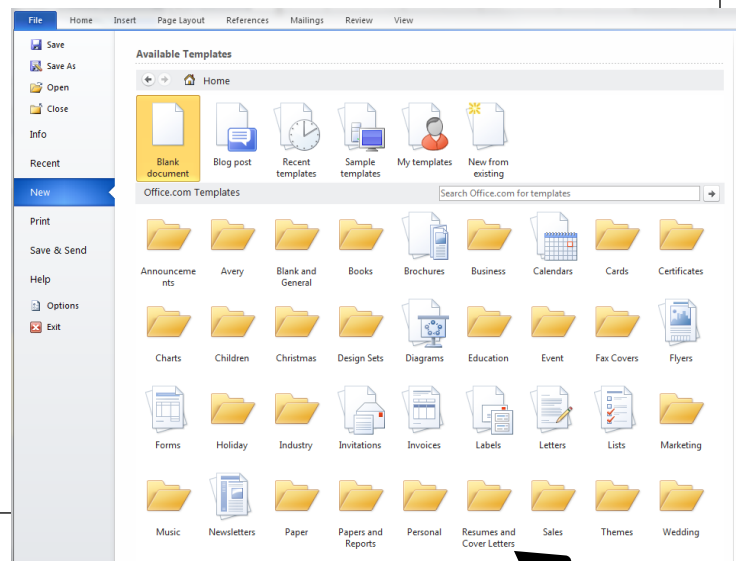 File Home Insert Page Layout References Mailings Review View
Save
Save As
Open
Close
Info
Recent
New
Print
Save & Send
Help
Options
Exit
Available Templates
Home
Blank
document
Blog post
Recent
templates
Sample
templates
My templates
New from
existing
Office.com Templates
Search Office.com for templates
Announceme
nts
Avery
Blank and
General
Books
Brochures
Business
Calendars
Cards
Certificates
Charts
Children
Christmas
Design Sets
Diagrams
Education
Event
Fax Covers
Flyers
Forms
Holiday
Industry
Invitations
Invoices
Labels
Letters
Lists
Marketing
Music
Newsletters
Paper
Papers and
Reports
Personal
Resumes and
Cover Letters
Sales
Themes
Wedding